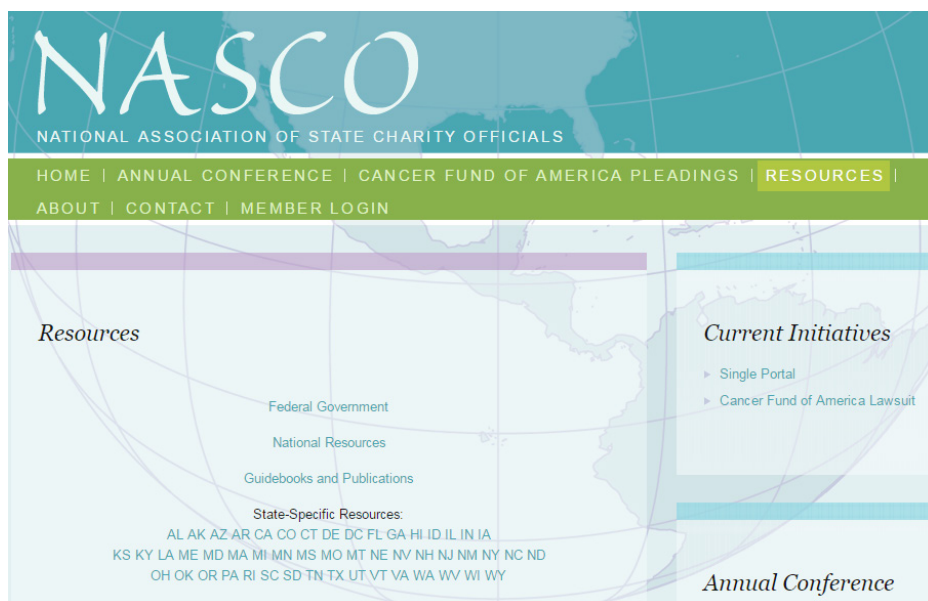 NASCO
NATIONAL ASSOCIATION OF STATE CHARITY OFFICIALS
HOME | ANNUAL CONFERENCE | CANCER FUND OF AMERICA PLEADINGS | RESOURCES |
ABOUT | CONTACT | MEMBER LOGIN
Resources
Federal Government
National Resources
Guidebooks and Publications
State-Specific Resources:
AL AK AZ AR CA CO CT DE DC FL GA HI ID IL IN IA
KS KY LA ME MD MA MI MN MS MO MT NE NV NH NJ NM NY NC ND
OH OK OR PA RI SC SD TN TX UT VT VA WA WV WI WY
Current Initiatives
Single Portal
Cancer Fund of America Lawsuit
Annual Conference